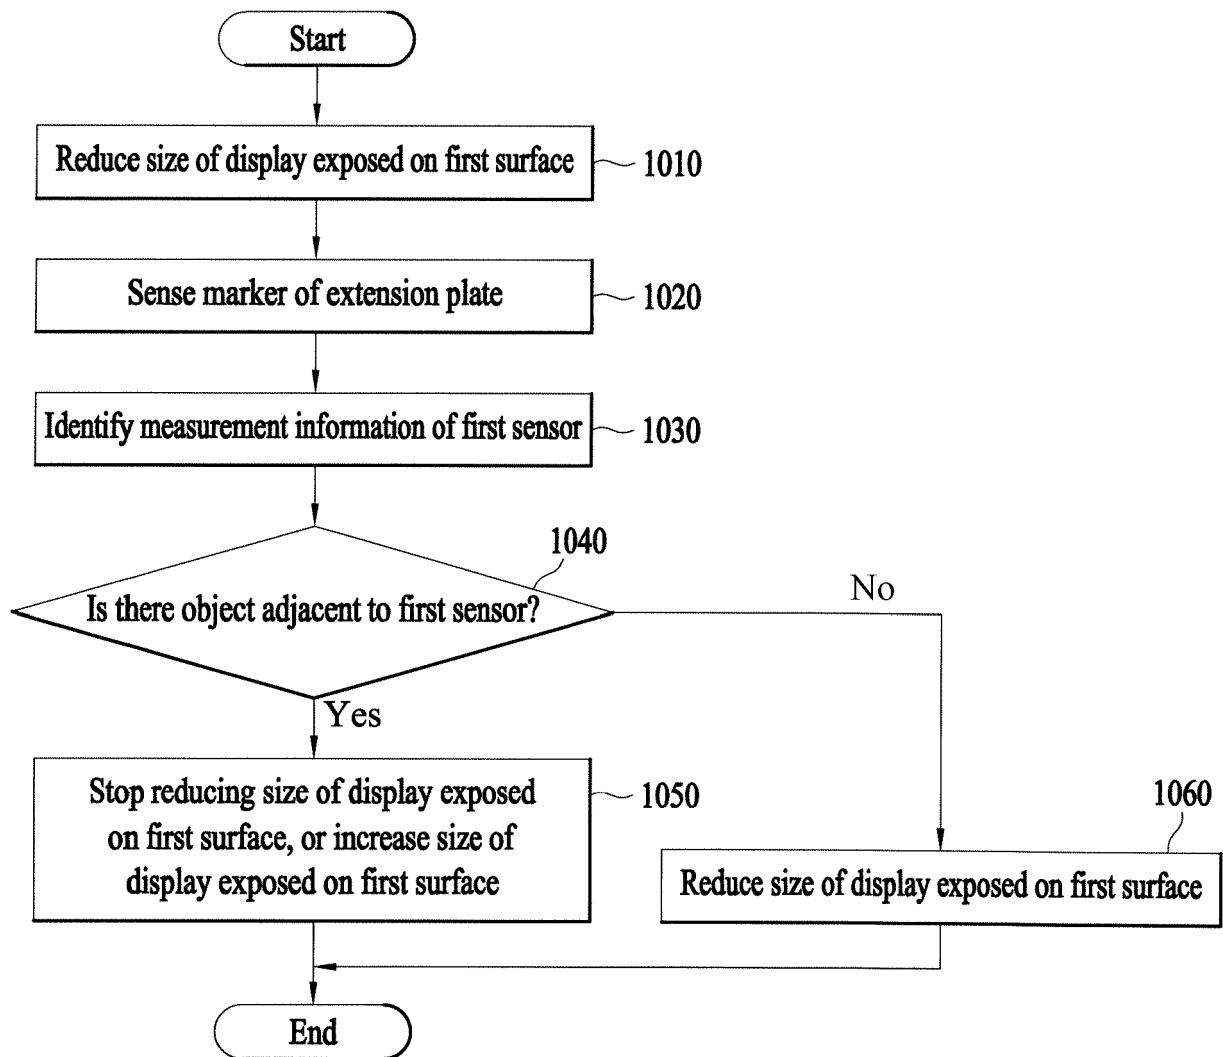 Start
Reduce size of display exposed on first surface
1010
Sense marker of extension plate
1020
Identify measurement information of first sensor
1030
1040
Is there object adjacent to first sensor?
No
Yes
Stop reducing size of display exposed
on first surface, or increase size of
display exposed on first surface
1050
1060
Reduce size of display exposed on first surface
End